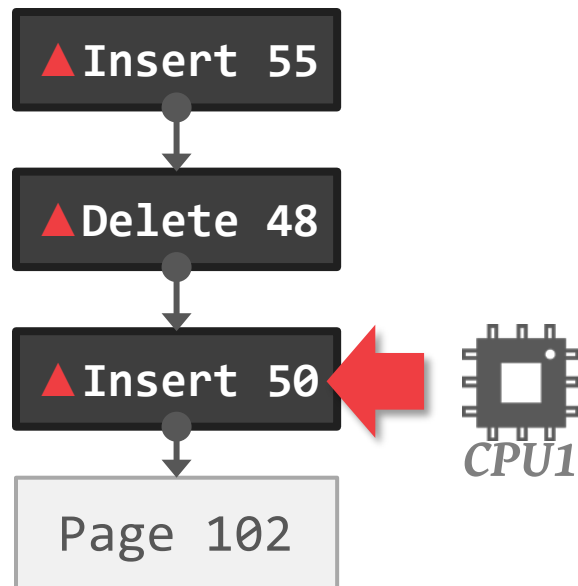 ▲Insert 55
▲Delete 48
▲Insert 50
CPU1
Page 102